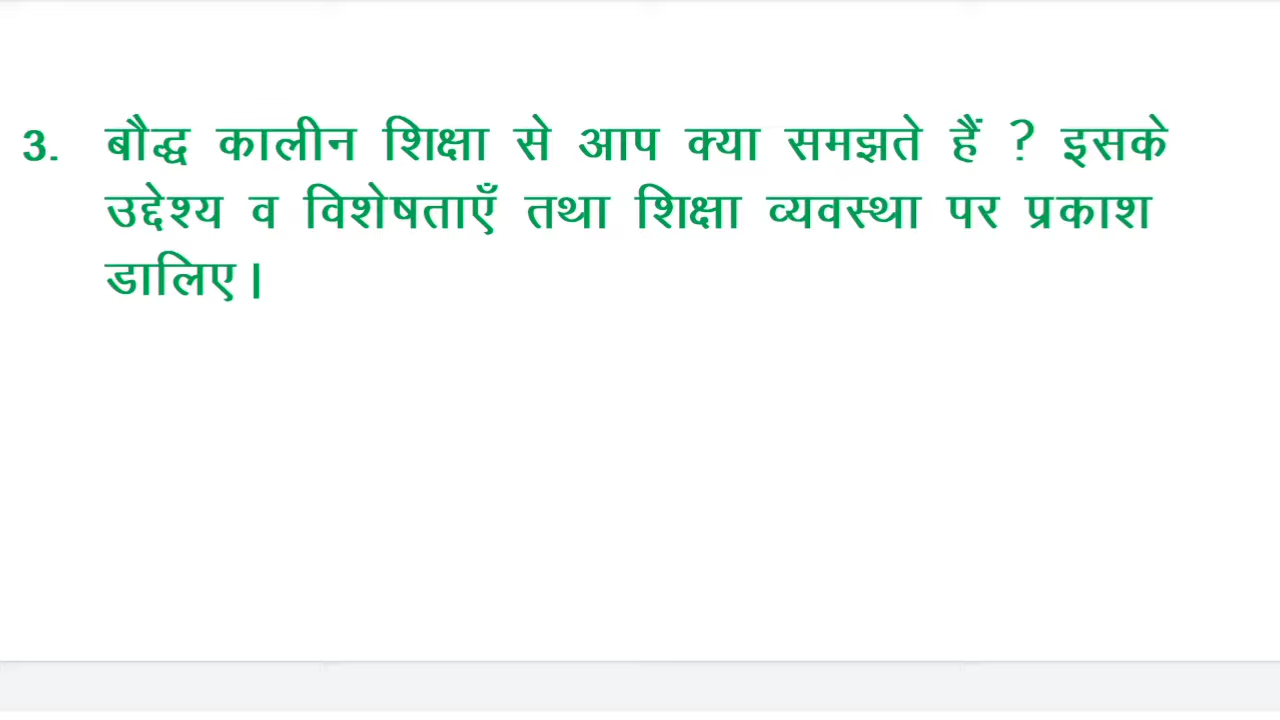 3. बौद्ध कालीन शिक्षा से आप क्या समझते हैं ? इसके
उद्देश्य व विशेषताएँ तथा शिक्षा व्यवस्था पर प्रकाश
डालिए।